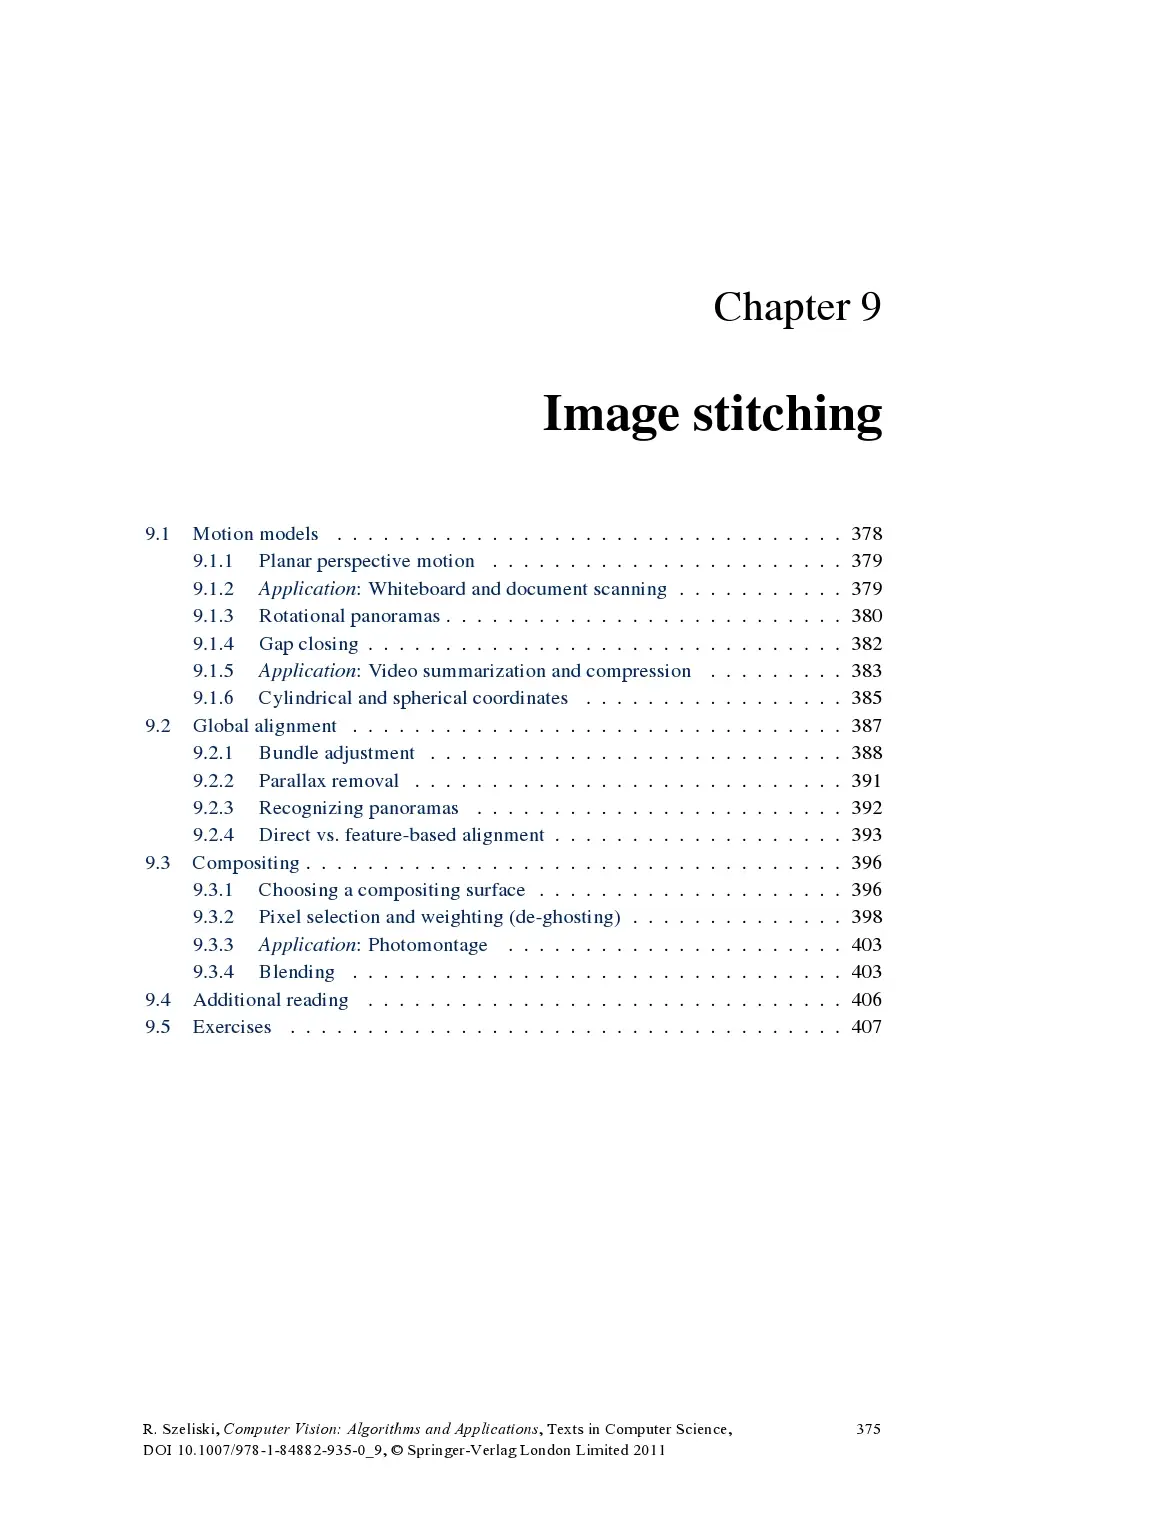 Chapter 9
Image stitching
9.1 Motion models . . . . . . . . . . . . . . . . . . . . . . . . . . . . . . . . . 378
9.1.1 Planar perspective motion . . . . . . . . . . . . . . . . . . . . . . . 379
9.1.2 Application: Whiteboard and document scanning . . . . . . . . . . . 379
9.1.3 Rotational panoramas . . . . . . . . . . . . . . . . . . . . . . . . . . 380
9.1.4 Gap closing . . . . . . . . . . . . . . . . . . . . . . . . . . . . . . . 382
9.1.5 Application: Video summarization and compression . . . . . . . . . 383
9.1.6 Cylindrical and spherical coordinates . . . . . . . . . . . . . . . . . 385
9.2 Global alignment . . . . . . . . . . . . . . . . . . . . . . . . . . . . . . . . 387
9.2.1 Bundle adjustment . . . . . . . . . . . . . . . . . . . . . . . . . . . 388
9.2.2 Parallax removal . . . . . . . . . . . . . . . . . . . . . . . . . . . . 391
9.2.3 Recognizing panoramas . . . . . . . . . . . . . . . . . . . . . . . . 392
9.2.4 Direct vs. feature-based alignment . . . . . . . . . . . . . . . . . . . 393
9.3 Compositing . . . . . . . . . . . . . . . . . . . . . . . . . . . . . . . . . . . 396
9.3.1 Choosing a compositing surface . . . . . . . . . . . . . . . . . . . . 396
9.3.2 Pixel selection and weighting (de-ghosting) . . . . . . . . . . . . . . 398
9.3.3 Application: Photomontage . . . . . . . . . . . . . . . . . . . . . . 403
9.3.4 Blending . . . . . . . . . . . . . . . . . . . . . . . . . . . . . . . . 403
9.4 Additional reading . . . . . . . . . . . . . . . . . . . . . . . . . . . . . . . 406
9.5 Exercises . . . . . . . . . . . . . . . . . . . . . . . . . . . . . . . . . . . . 407
R. Szeliski, Computer Vision: Algorithms and Applications, Texts in Computer Science, 375
DOI 10.1007/978-1-84882-935-0_9, © Springer-Verlag London Limited 2011